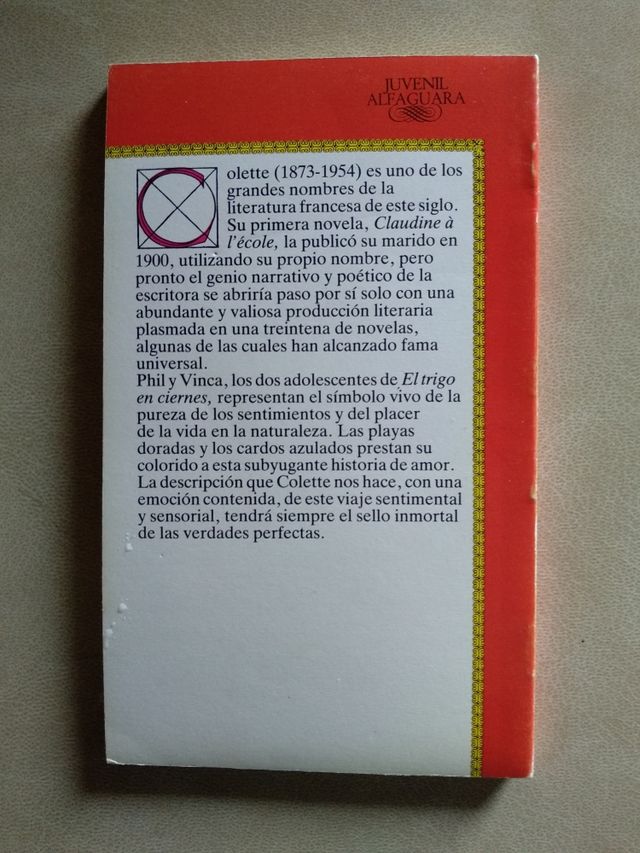 JUVENIL
ALFAGUARA
Colette (1873-1954) es uno de los
grandes nombres de la
literatura francesa de este siglo.
Su primera novela, Claudine à
l'école, la publicó su marido en
1900, utilizando su propio nombre, pero
pronto el genio narrativo y poético de la
escritora se abriría paso por sí solo con una
abundante y valiosa producción literaria
plasmada en una treintena de novelas,
algunas de las cuales han alcanzado fama
universal.
Phil y Vinca, los dos adolescentes de El trigo
en ciernes, representan el símbolo vivo de la
pureza de los sentimientos y del placer
de la vida en la naturaleza. Las playas
doradas y los cardos azulados prestan su
colorido a esta subyugante historia de amor.
La descripción que Colette nos hace, con una
emoción contenida, de este viaje sentimental
y sensorial, tendrá siempre el sello inmortal
de las verdades perfectas.